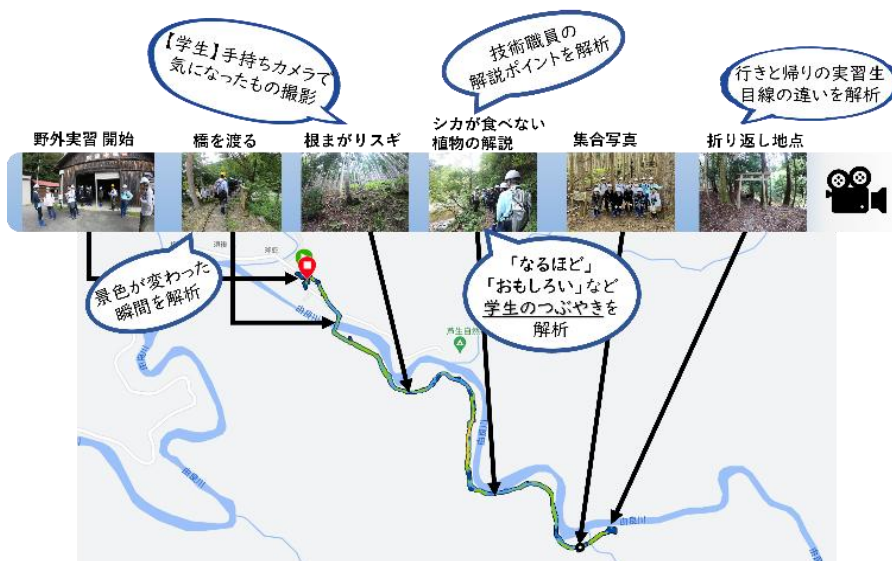 【学生】手持ちカメラで
気になったもの撮影
技術職員の
解説ポイントを解析
行きと帰りの実習生
目線の違いを解析
野外実習 開始
橋を渡る
根まがりスギ
シカが食べない
植物の解説
集合写真
折り返し地点
景色が変わった
瞬間を解析
「なるほど」
「おもしろい」など
学生のつぶやきを
解析
由良川
芦生自然
由良川
由良川
由良川